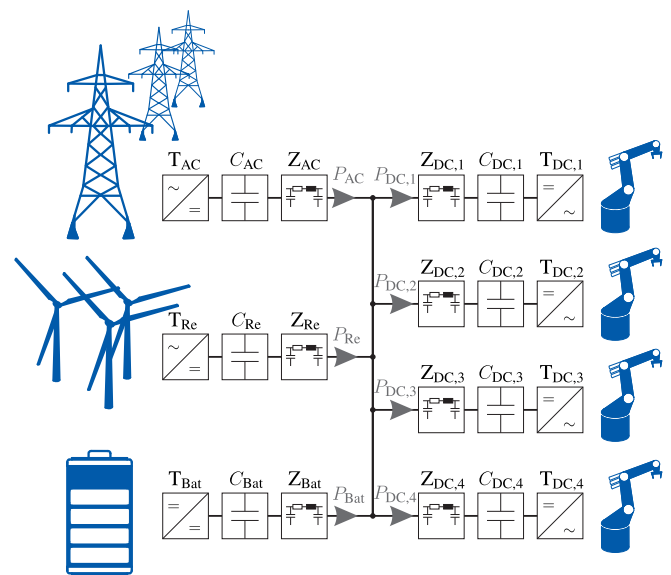 T_AC C_AC Z_AC P_AC P_DC,1 Z_DC,1 C_DC,1 T_DC,1
~ = = ~
P_DC,2 Z_DC,2 C_DC,2 T_DC,2
= ~
T_Re C_Re Z_Re P_Re
~ =
P_DC,3 Z_DC,3 C_DC,3 T_DC,3
= ~
T_Bat C_Bat Z_Bat P_Bat P_DC,4 Z_DC,4 C_DC,4 T_DC,4
= = = ~